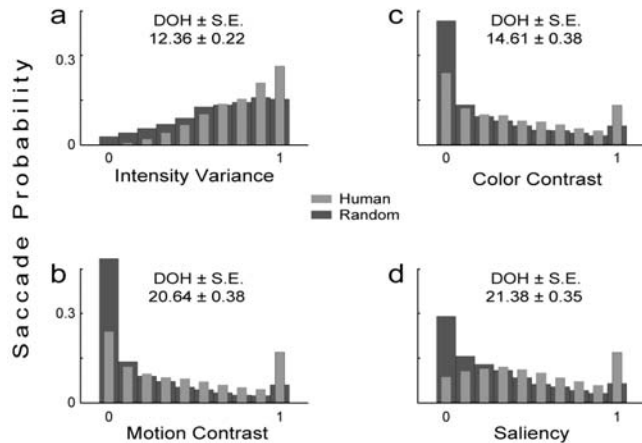 a
DOH ± S.E.
12.36 ± 0.22
0.3
0
0
1
Intensity Variance
c
DOH ± S.E.
14.61 ± 0.38
0
1
Color Contrast
Human
Random
Saccade Probability
b
DOH ± S.E.
20.64 ± 0.38
0.3
0
0
1
Motion Contrast
d
DOH ± S.E.
21.38 ± 0.35
0
1
Saliency